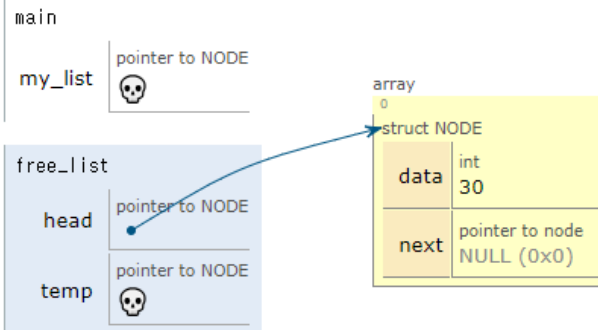 main
my_list
pointer to NODE
free_list
head
pointer to NODE
temp
pointer to NODE
array
0
struct NODE
data
int
30
next
pointer to node
NULL (0x0)